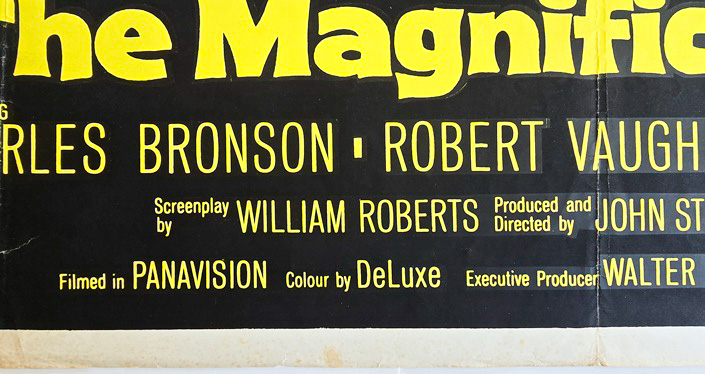 The Magnific
G
RLES BRONSON · ROBERT VAUGH
Screenplay by WILLIAM ROBERTS Produced and Directed by JOHN ST
Filmed in PANAVISION Colour by DeLuxe Executive Producer WALTER